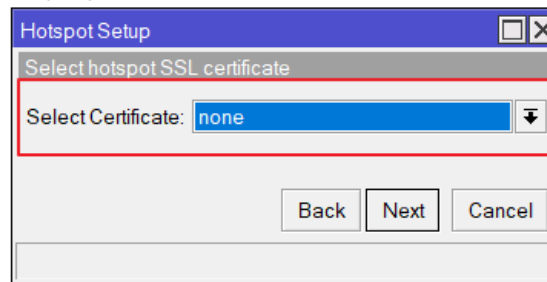 Hotspot Setup
Select hotspot SSL certificate
Select Certificate: none
Back Next Cancel